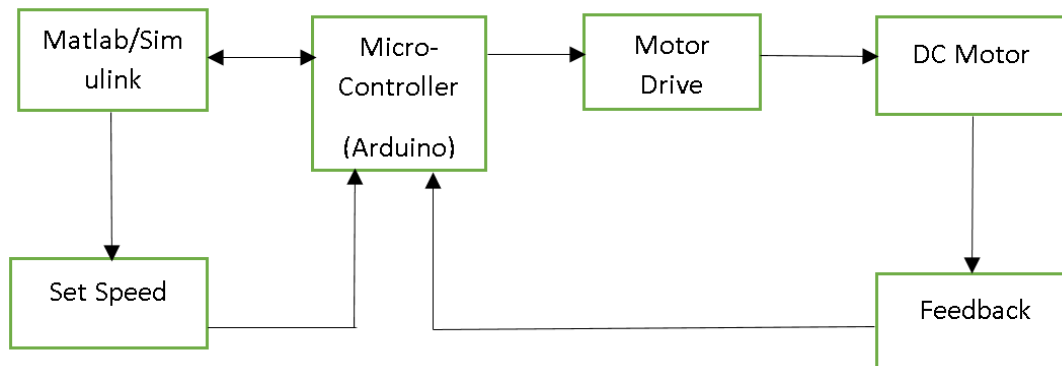 Matlab/Sim
ulink
Micro-
Controller
(Arduino)
Motor
Drive
DC Motor
Set Speed
Feedback